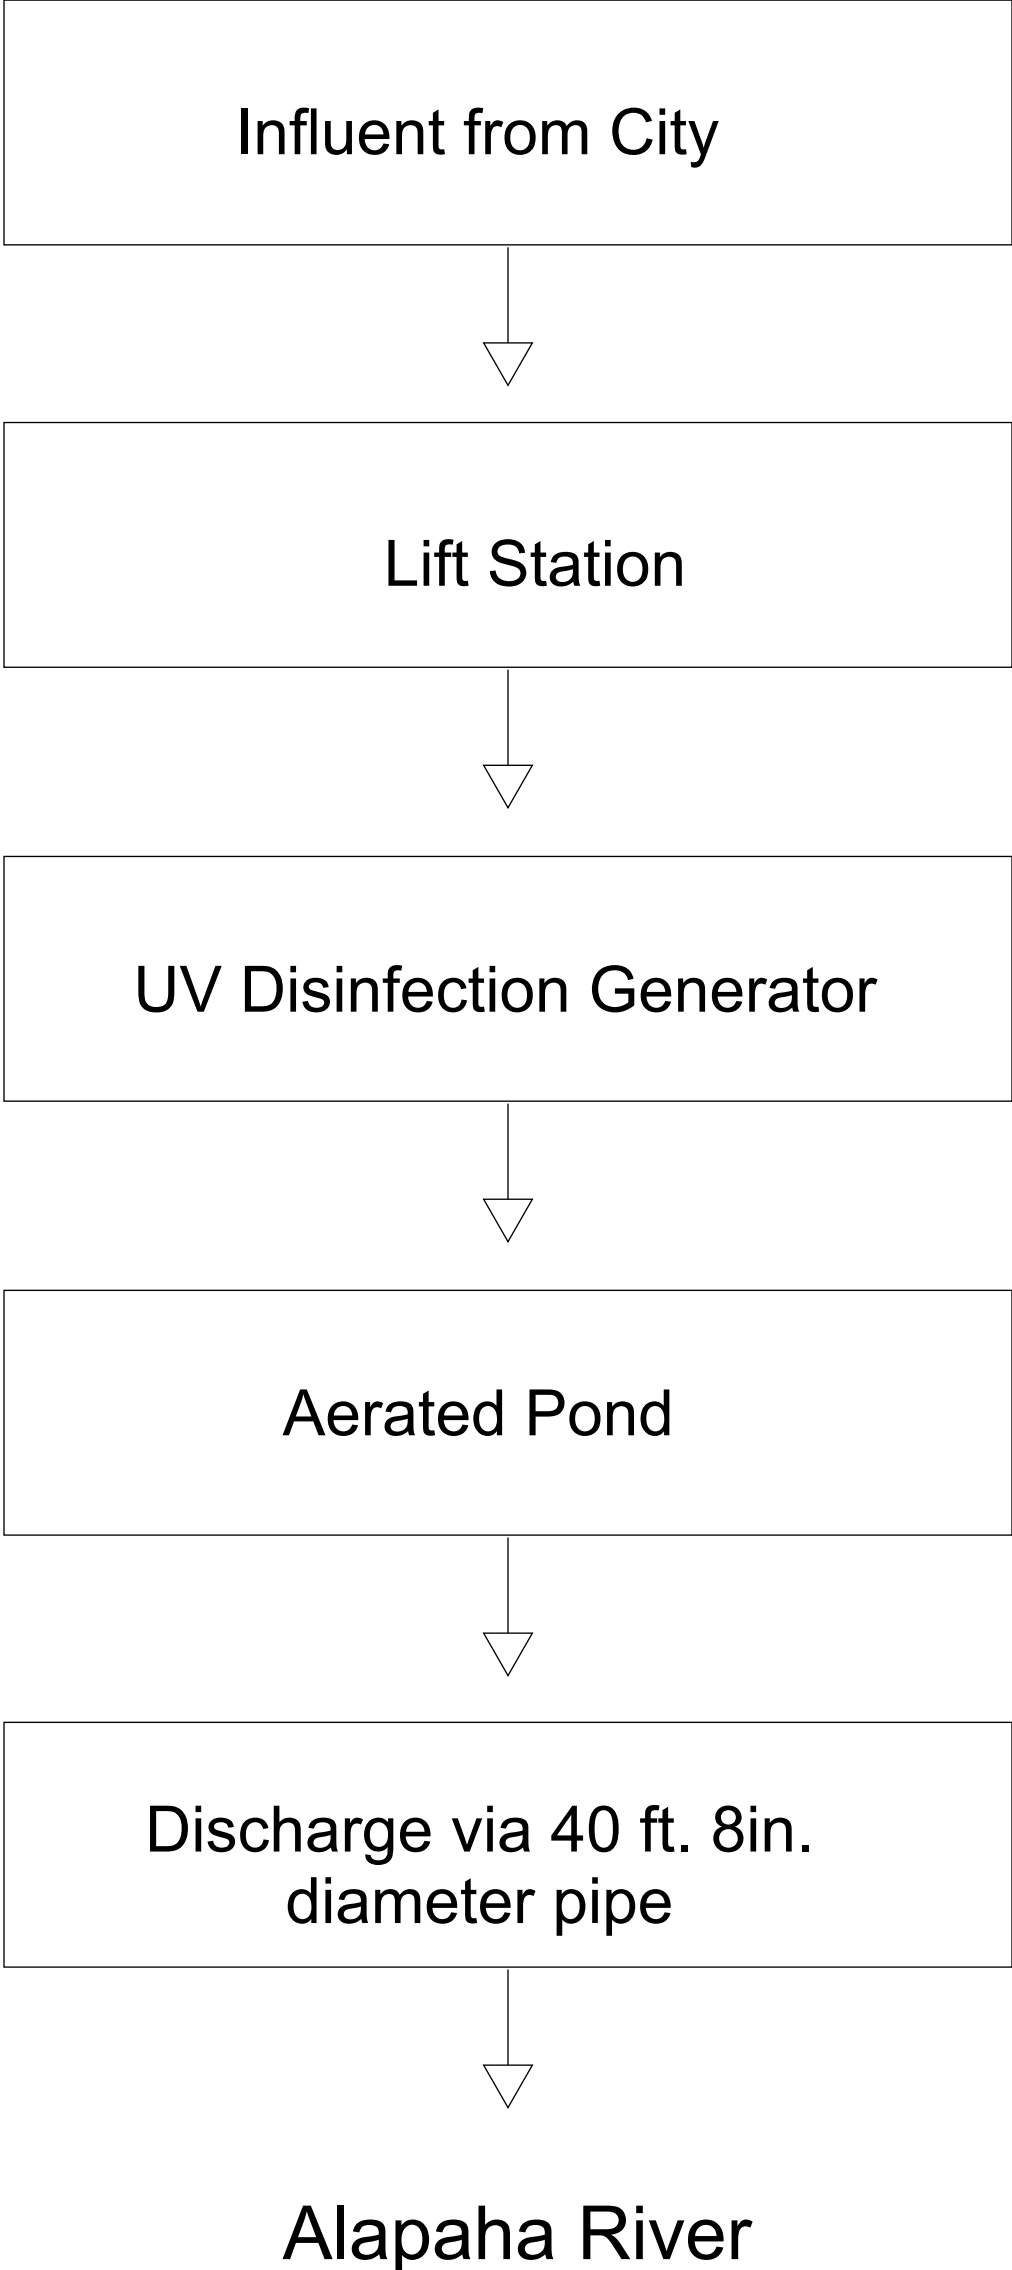 Influent from City
Lift Station
UV Disinfection Generator
Aerated Pond
Discharge via 40 ft. 8in.
diameter pipe
Alapaha River